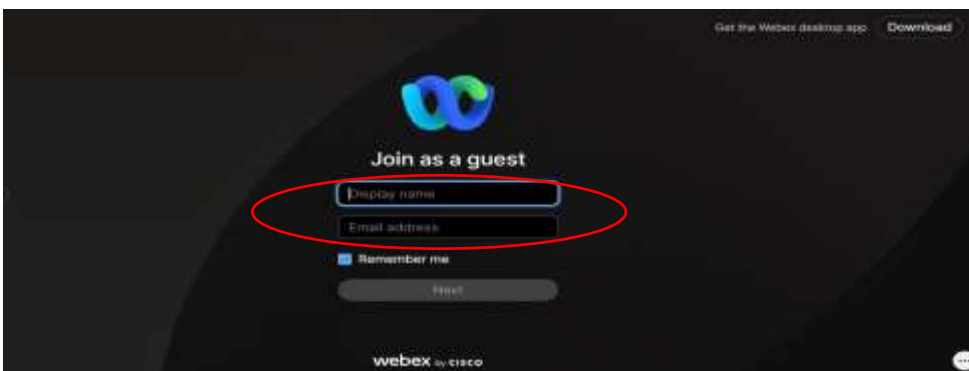 Get the Webex desktop app Download
Join as a guest
Display name
Email address
Remember me
Next
webex by CISCO